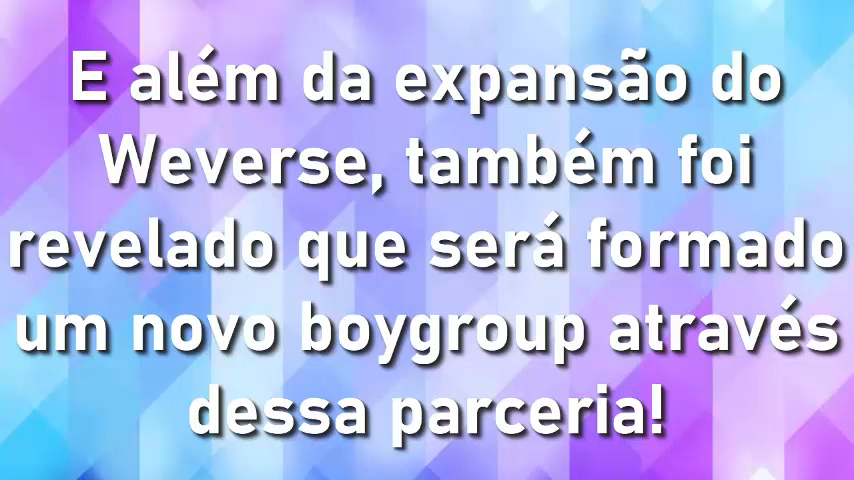 E além da expansão do
Weverse, também foi
revelado que será formado
um novo boygroup através
dessa parceria!